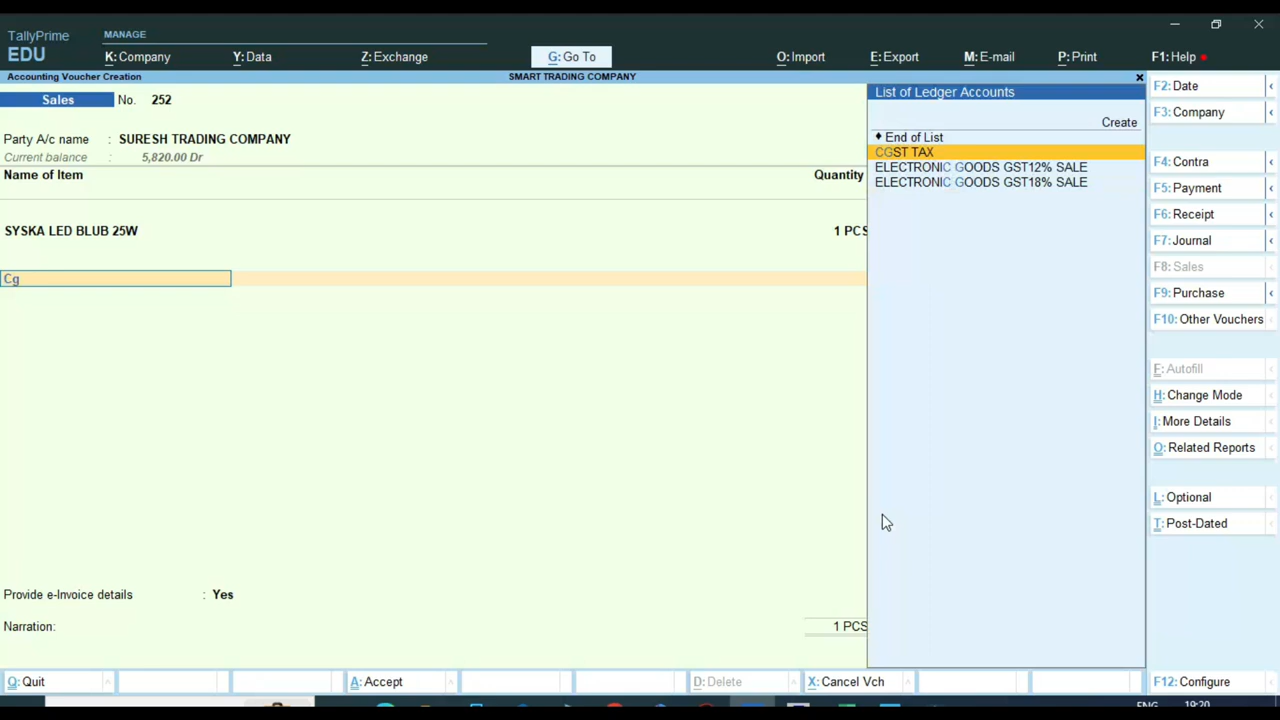 TallyPrime
EDU
MANAGE
K: Company
Y: Data
Z: Exchange
G: Go To
O: Import
E: Export
M: E-mail
P: Print
F1: Help
Accounting Voucher Creation
SMART TRADING COMPANY
Sales No. 252
Party A/c name : SURESH TRADING COMPANY
Current balance : 5,820.00 Dr
Name of Item Quantity
SYSKA LED BLUB 25W 1 PCS
Cg
Provide e-Invoice details : Yes
Narration: 1 PCS
List of Ledger Accounts
Create
♦ End of List
CGST TAX
ELECTRONIC GOODS GST12% SALE
ELECTRONIC GOODS GST18% SALE
F2: Date
F3: Company
F4: Contra
F5: Payment
F6: Receipt
F7: Journal
F8: Sales
F9: Purchase
F10: Other Vouchers
F: Autofill
H: Change Mode
I: More Details
O: Related Reports
L: Optional
T: Post-Dated
Q: Quit
A: Accept
D: Delete
X: Cancel Vch
F12: Configure
ENG 19:20